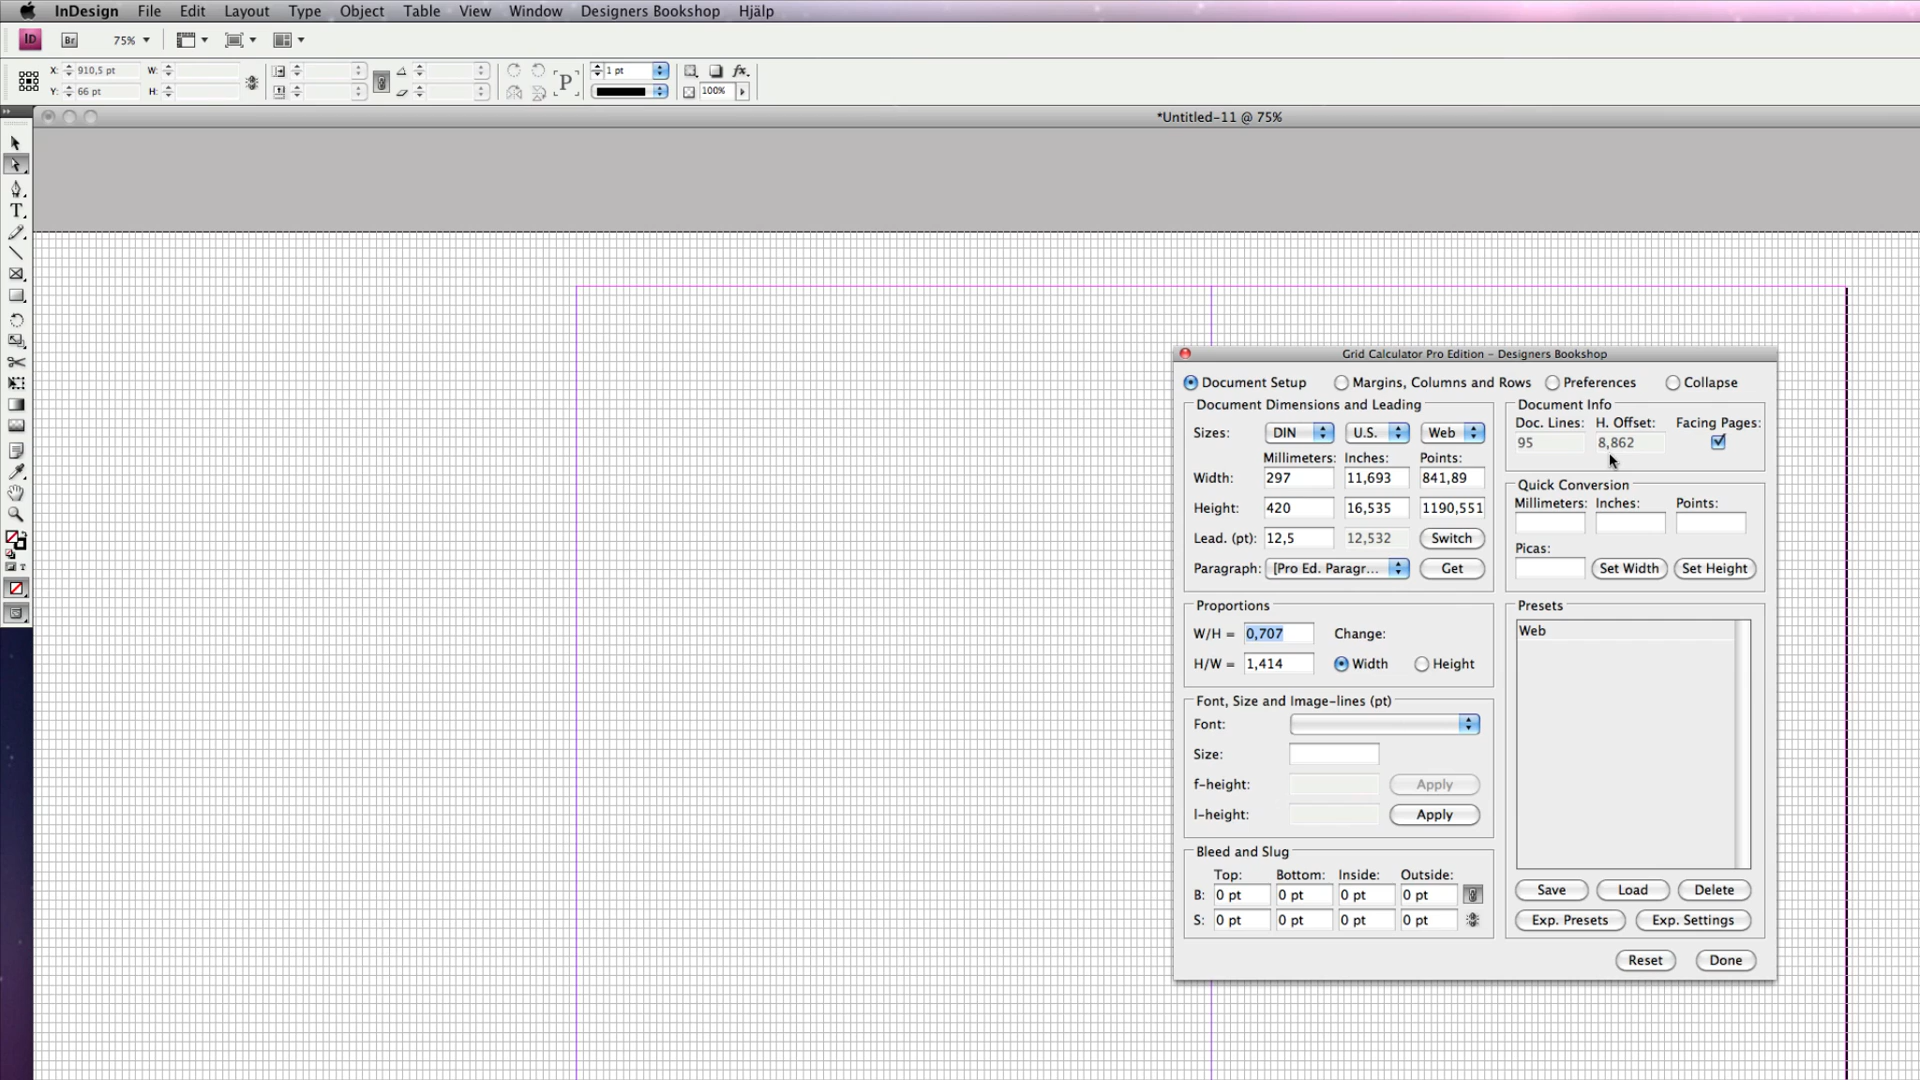 InDesign File Edit Layout Type Object Table View Window Designers Bookshop Hjälp
ID Br 75%
X: 910,5 pt W: 1 pt fx.
Y: 66 pt H: P 100%
*Untitled-11 @ 75%
T
T
Grid Calculator Pro Edition - Designers Bookshop
Document Setup Margins, Columns and Rows Preferences Collapse
Document Dimensions and Leading
Sizes: DIN U.S. Web
Millimeters: Inches: Points:
Width: 297 11,693 841,89
Height: 420 16,535 1190,551
Lead. (pt): 12,5 12,532 Switch
Paragraph: [Pro Ed. Paragr... Get
Document Info
Doc. Lines: H. Offset: Facing Pages:
95 8,862
Quick Conversion
Millimeters: Inches: Points:
Picas:
Set Width Set Height
Proportions
W/H = 0,707 Change:
H/W = 1,414 Width Height
Font, Size and Image-lines (pt)
Font:
Size:
f-height: Apply
l-height: Apply
Bleed and Slug
Top: Bottom: Inside: Outside:
B: 0 pt 0 pt 0 pt 0 pt
S: 0 pt 0 pt 0 pt 0 pt
Presets
Web
Save Load Delete
Exp. Presets Exp. Settings
Reset Done